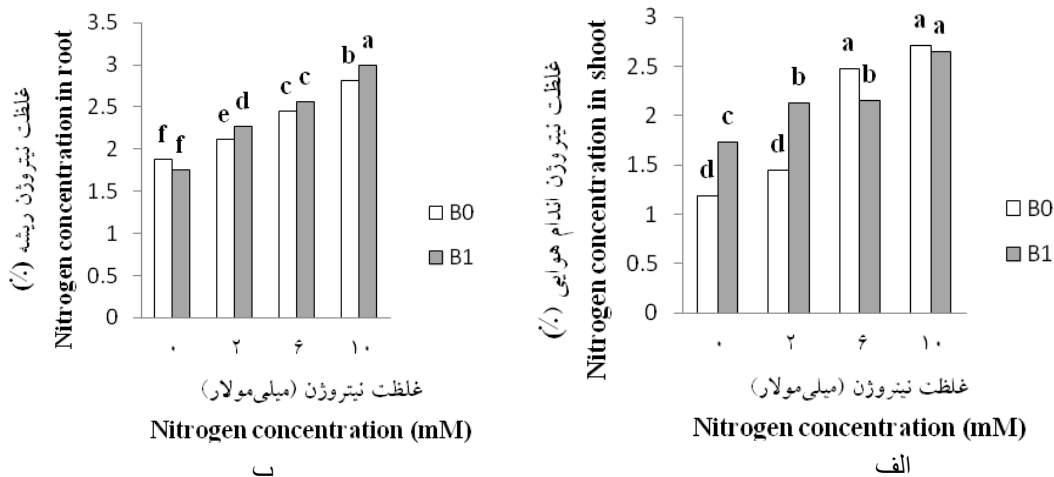 غلظت نیتروژن ریشه (٪)
Nitrogen concentration in root
3.5
3
2.5
2
1.5
1
0.5
0
f f e d c c b a
B0
B1
۰ ۲ ۶ ۱۰
غلظت نیتروژن (میلی‌مولار)
Nitrogen concentration (mM)
ب
غلظت نیتروژن اندام هوایی (٪)
Nitrogen concentration in shoot
3
2.5
2
1.5
1
0.5
0
d c d b a b a a
B0
B1
۰ ۲ ۶ ۱۰
غلظت نیتروژن (میلی‌مولار)
Nitrogen concentration (mM)
الف